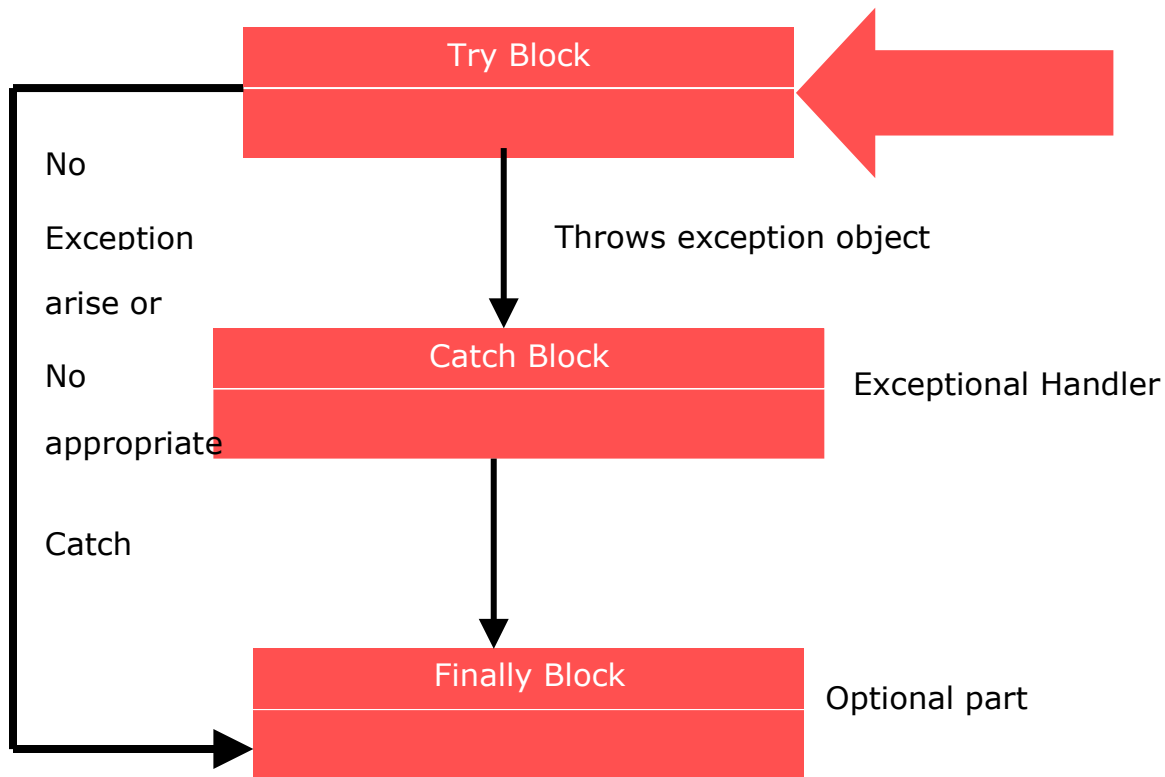 Try Block
No
Exception
arise or
No
appropriate
Catch
Throws exception object
Catch Block
Exceptional Handler
Finally Block
Optional part